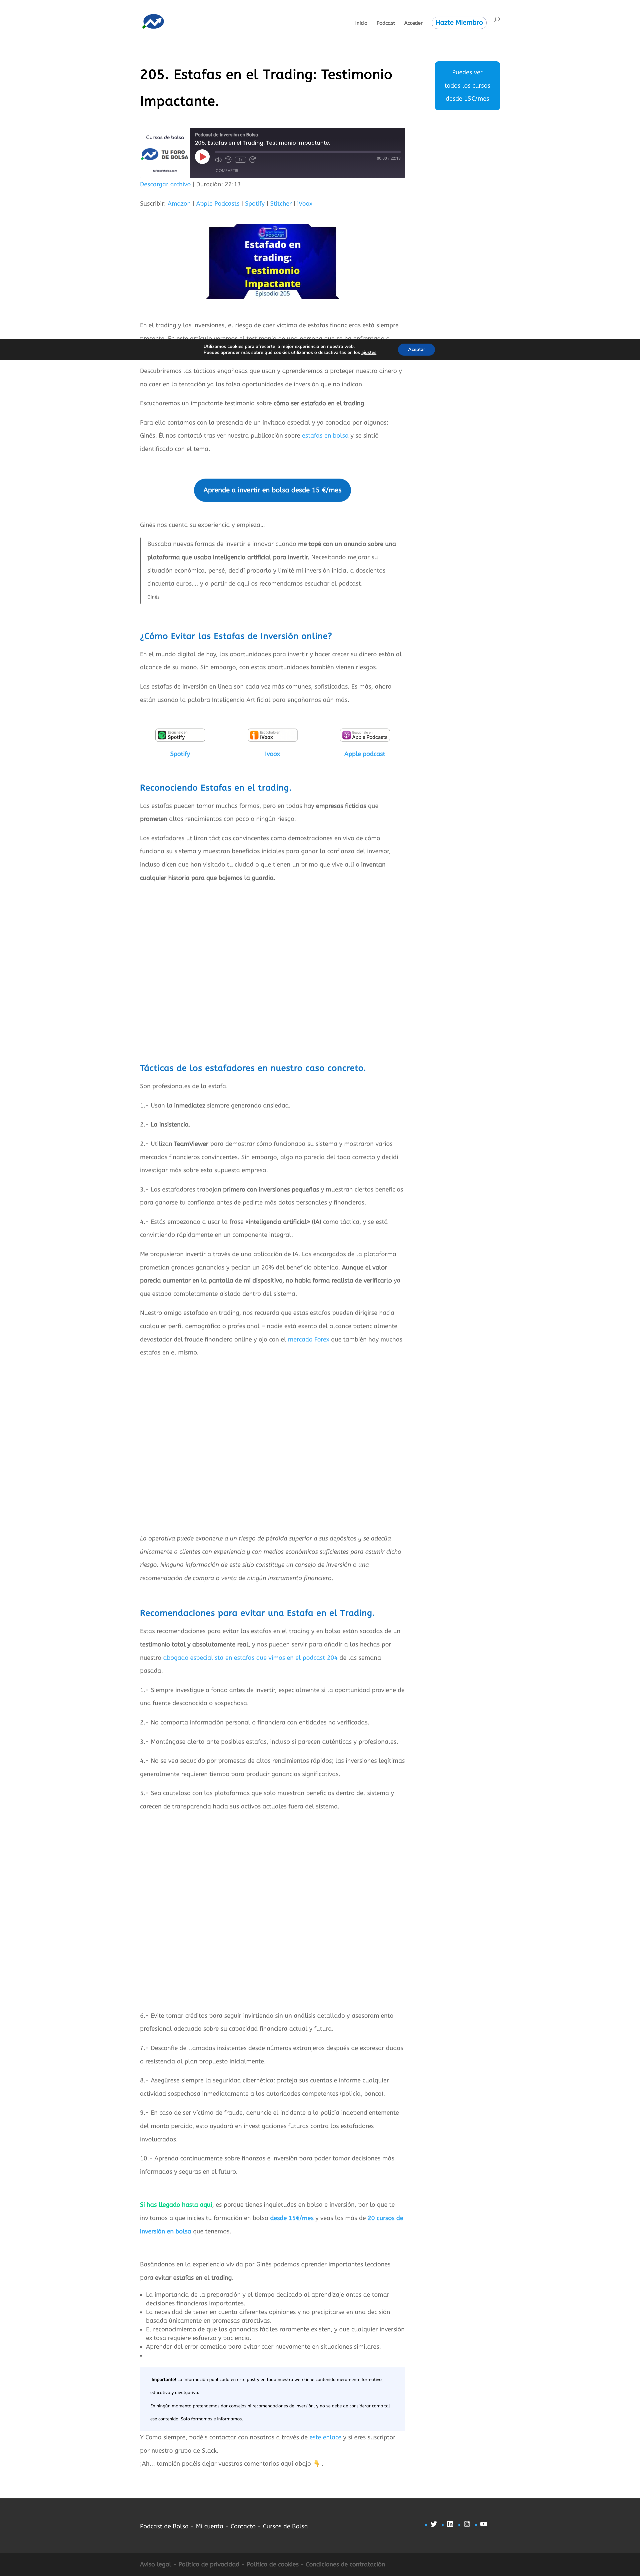 Inicio
Podcast
Acceder
Hazte Miembro
205. Estafas en el Trading: Testimonio
Impactante.
Puedes ver
todos los cursos
desde 15€/mes
Cursos de bolsa
TU FORO
DE BOLSA
Podcast de Inversión en Bolsa
205. Estafas en el Trading: Testimonio Impactante.
1x
00:00 / 22:13
COMPARTIR
Descargar archivo | Duración: 22:13
Suscribir: Amazon | Apple Podcasts | Spotify | Stitcher | iVoox
PODCAST
Estafado en
trading:
Testimonio
Impactante
Episodio 205
En el trading y las inversiones, el riesgo de caer víctima de estafas financieras está siempre
Utilizamos cookies para ofrecerte la mejor experiencia en nuestra web.
Puedes aprender más sobre qué cookies utilizamos o desactivarlas en los ajustes.
Aceptar
Descubriremos las tácticas engañosas que usan y aprenderemos a proteger nuestro dinero y
no caer en la tentación ya las falsas oportunidades de inversión que no indican.
Escucharemos un impactante testimonio sobre cómo ser estafado en el trading.
Para ello contamos con la presencia de un invitado especial y ya conocido por algunos:
Ginés. Él, nos contactó tras ver nuestra publicación sobre estafas en bolsa y se sintió
identificado con el tema.
Aprende a invertir en bolsa desde 15 €/mes
Ginés nos cuenta su experiencia y empieza…
Buscaba nuevas formas de invertir e innovar cuando me topé con un anuncio sobre una
plataforma que usaba inteligencia artificial para invertir. Necesitando mejorar su
situación económica, pensé, decidí probarlo y limité mi inversión inicial a doscientos
cincuenta euros…. y a partir de aquí os recomendamos escuchar el podcast.
Ginés
¿Cómo Evitar las Estafas de Inversión online?
En el mundo digital de hoy, las oportunidades para invertir y hacer crecer su dinero están al
alcance de su mano. Sin embargo, con estas oportunidades también vienen riesgos.
Las estafas de inversión en línea son cada vez más comunes, sofisticadas. Es más, ahora
están usando la palabra Inteligencia Artificial para engañarnos aún más.
Escúchalo en
Spotify
Escúchalo en
iVoox
Escúchalo en
Apple Podcasts
Spotify
Ivoox
Apple podcast
Reconociendo Estafas en el trading.
Las estafas pueden tomar muchas formas, pero en todas hay empresas ficticias que
prometen altos rendimientos con poco o ningún riesgo.
Los estafadores utilizan tácticas convincentes como demostraciones en vivo de cómo
funciona su sistema y muestran beneficios iniciales para ganar la confianza del inversor,
incluso dicen que han visitado tu ciudad o que tienen un primo que vive allí o inventan
cualquier historia para que bajemos la guardia.
Tácticas de los estafadores en nuestro caso concreto.
Son profesionales de la estafa.
1.- Usan la inmediatez siempre generando ansiedad.
2.- La insistencia.
2.- Utilizan TeamViewer para demostrar cómo funcionaba su sistema y mostraron varios
mercados financieros convincentes. Sin embargo, algo no parecía del todo correcto y decidí
investigar más sobre esta supuesta empresa.
3.- Los estafadores trabajan primero con inversiones pequeñas y muestran ciertos beneficios
para ganarse tu confianza antes de pedirte más datos personales y financieros.
4.- Estás empezando a usar la frase «inteligencia artificial» (IA) como táctica, y se está
convirtiendo rápidamente en un componente integral.
Me propusieron invertir a través de una aplicación de IA. Los encargados de la plataforma
prometían grandes ganancias y pedían un 20% del beneficio obtenido. Aunque el valor
parecía aumentar en la pantalla de mi dispositivo, no había forma realista de verificarlo ya
que estaba completamente aislado dentro del sistema.
Nuestro amigo estafado en trading, nos recuerda que estas estafas pueden dirigirse hacia
cualquier perfil demográfico o profesional – nadie está exento del alcance potencialmente
devastador del fraude financiero online y ojo con el mercado Forex que también hay muchas
estafas en el mismo.
La operativa puede exponerle a un riesgo de pérdida superior a sus depósitos y se adecúa
únicamente a clientes con experiencia y con medios económicos suficientes para asumir dicho
riesgo. Ninguna información de este sitio constituye un consejo de inversión o una
recomendación de compra o venta de ningún instrumento financiero.
Recomendaciones para evitar una Estafa en el Trading.
Estas recomendaciones para evitar las estafas en el trading y en bolsa están sacadas de un
testimonio total y absolutamente real, y nos pueden servir para añadir a las hechas por
nuestro abogado especialista en estafas que vimos en el podcast 204 de las semana
pasada.
1.- Siempre investigue a fondo antes de invertir, especialmente si la oportunidad proviene de
una fuente desconocida o sospechosa.
2.- No comparta información personal o financiera con entidades no verificadas.
3.- Manténgase alerta ante posibles estafas, incluso si parecen auténticas y profesionales.
4.- No se vea seducido por promesas de altos rendimientos rápidos; las inversiones legítimas
generalmente requieren tiempo para producir ganancias significativas.
5.- Sea cauteloso con las plataformas que solo muestran beneficios dentro del sistema y
carecen de transparencia hacia sus activos actuales fuera del sistema.
6.- Evite tomar créditos para seguir invirtiendo sin un análisis detallado y asesoramiento
profesional adecuado sobre su capacidad financiera actual y futura.
7.- Desconfíe de llamadas insistentes desde números extranjeros después de expresar dudas
o resistencia al plan propuesto inicialmente.
8.- Asegúrese siempre la seguridad cibernética: proteja sus cuentas e informe cualquier
actividad sospechosa inmediatamente a las autoridades competentes (policía, banco).
9.- En caso de ser víctima de fraude, denuncie el incidente a la policía independientemente
del monto perdido, esto ayudará en investigaciones futuras contra los estafadores
involucrados.
10.- Aprenda continuamente sobre finanzas e inversión para poder tomar decisiones más
informadas y seguras en el futuro.
Si has llegado hasta aquí, es porque tienes inquietudes en bolsa e inversión, por lo que te
invitamos a que inicies tu formación en bolsa desde 15€/mes y veas los más de 20 cursos de
inversión en bolsa que tenemos.
Basándonos en la experiencia vivida por Ginés podemos aprender importantes lecciones
para evitar estafas en el trading.
• La importancia de la preparación y el tiempo dedicado al aprendizaje antes de tomar
decisiones financieras importantes.
• La necesidad de tener en cuenta diferentes opiniones y no precipitarse en una decisión
basada únicamente en promesas atractivas.
• El reconocimiento de que las ganancias fáciles raramente existen, y que cualquier inversión
exitosa requiere esfuerzo y paciencia.
• Aprender del error cometido para evitar caer nuevamente en situaciones similares.
•
¡Importante! La información publicada en este post y en toda nuestra web tiene contenido meramente formativo,
educativo y divulgativo.
En ningún momento pretendemos dar consejos ni recomendaciones de inversión, y no se debe de considerar como tal
ese contenido. Solo formamos e informamos.
Y Como siempre, podéis contactar con nosotros a través de este enlace y si eres suscriptor
por nuestro grupo de Slack.
¡Ah..! también podéis dejar vuestros comentarios aquí abajo 👇 .
Podcast de Bolsa – Mi cuenta – Contacto – Cursos de Bolsa
Aviso legal – Política de privacidad – Política de cookies – Condiciones de contratación